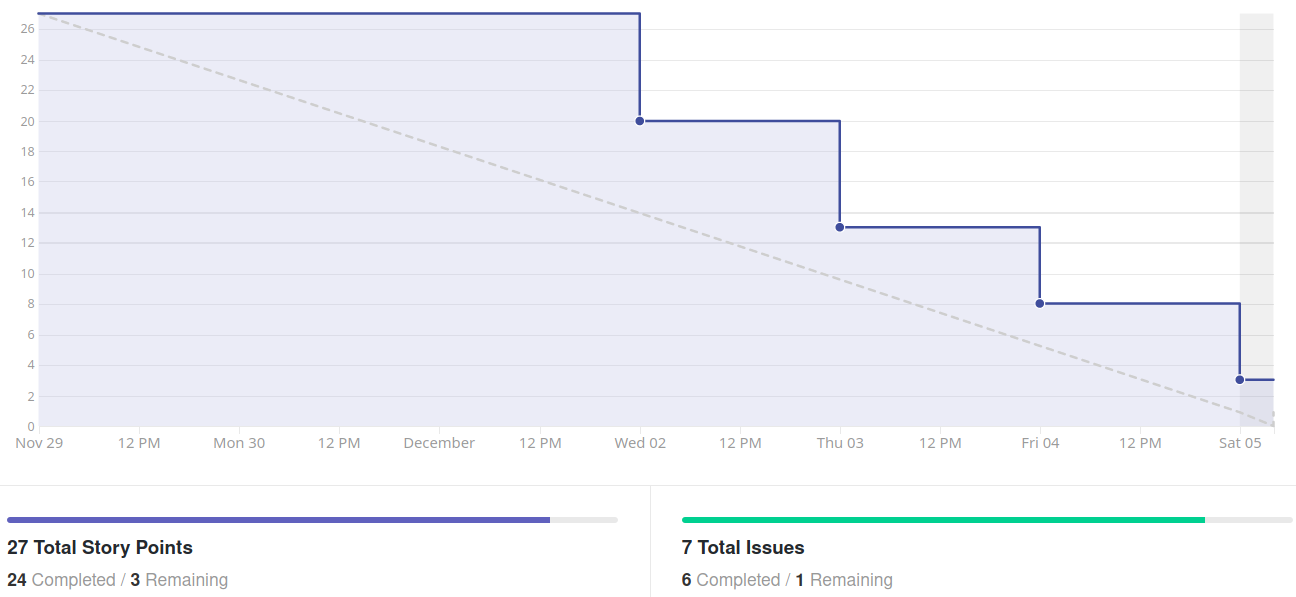 26
24
22
20
18
16
14
12
10
8
6
4
2
0
Nov 29 12 PM Mon 30 12 PM December 12 PM Wed 02 12 PM Thu 03 12 PM Fri 04 12 PM Sat 05
27 Total Story Points
24 Completed / 3 Remaining
7 Total Issues
6 Completed / 1 Remaining